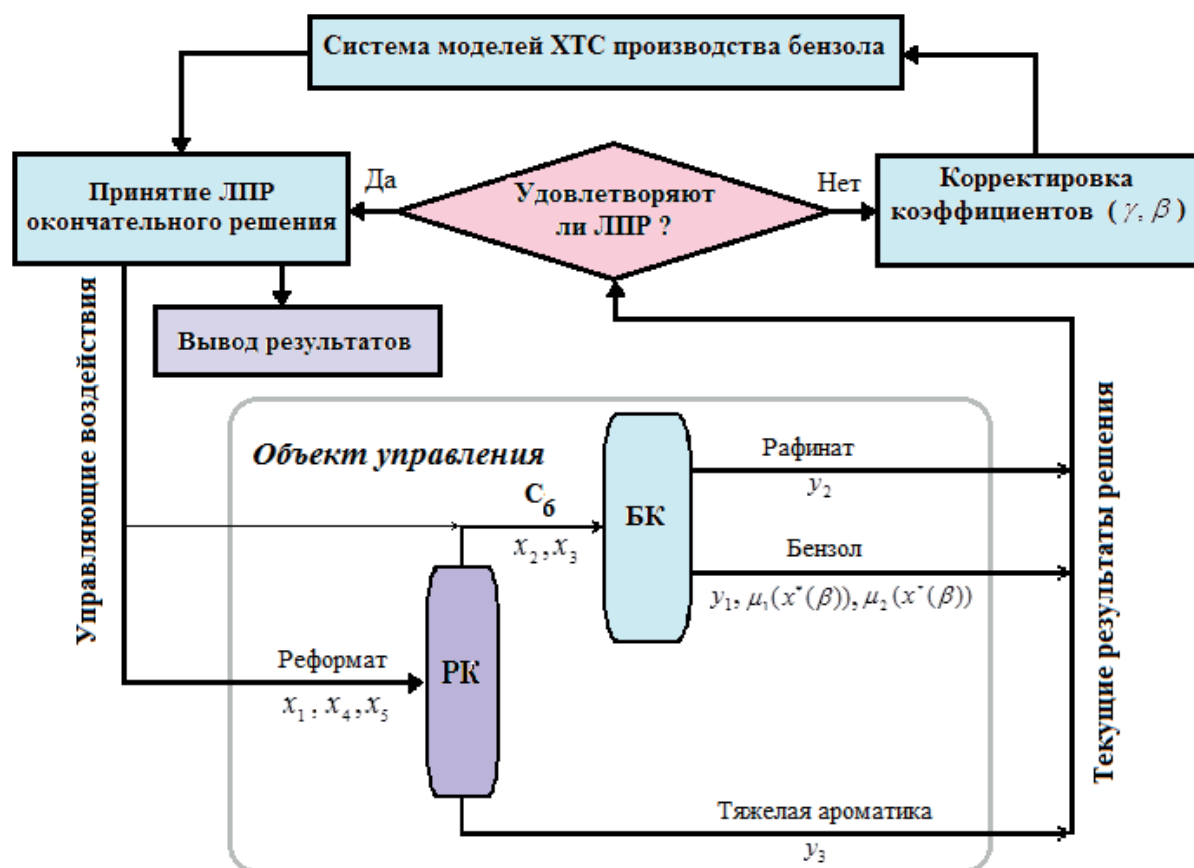 Система моделей ХТС производства бензола
Принятие ЛПР
окончательного решения
Да
Удовлетворяют
ли ЛПР ?
Нет
Корректировка
коэффициентов ( γ, β )
Вывод результатов
Управляющие воздействия
Объект управления
C₆
x₂, x₃
БК
Рафинат
y₂
Бензол
y₁, μ₁(x*(β)), μ₂(x*(β))
Реформат
x₁, x₄, x₅
РК
Тяжелая ароматика
y₃
Текущие результаты решения